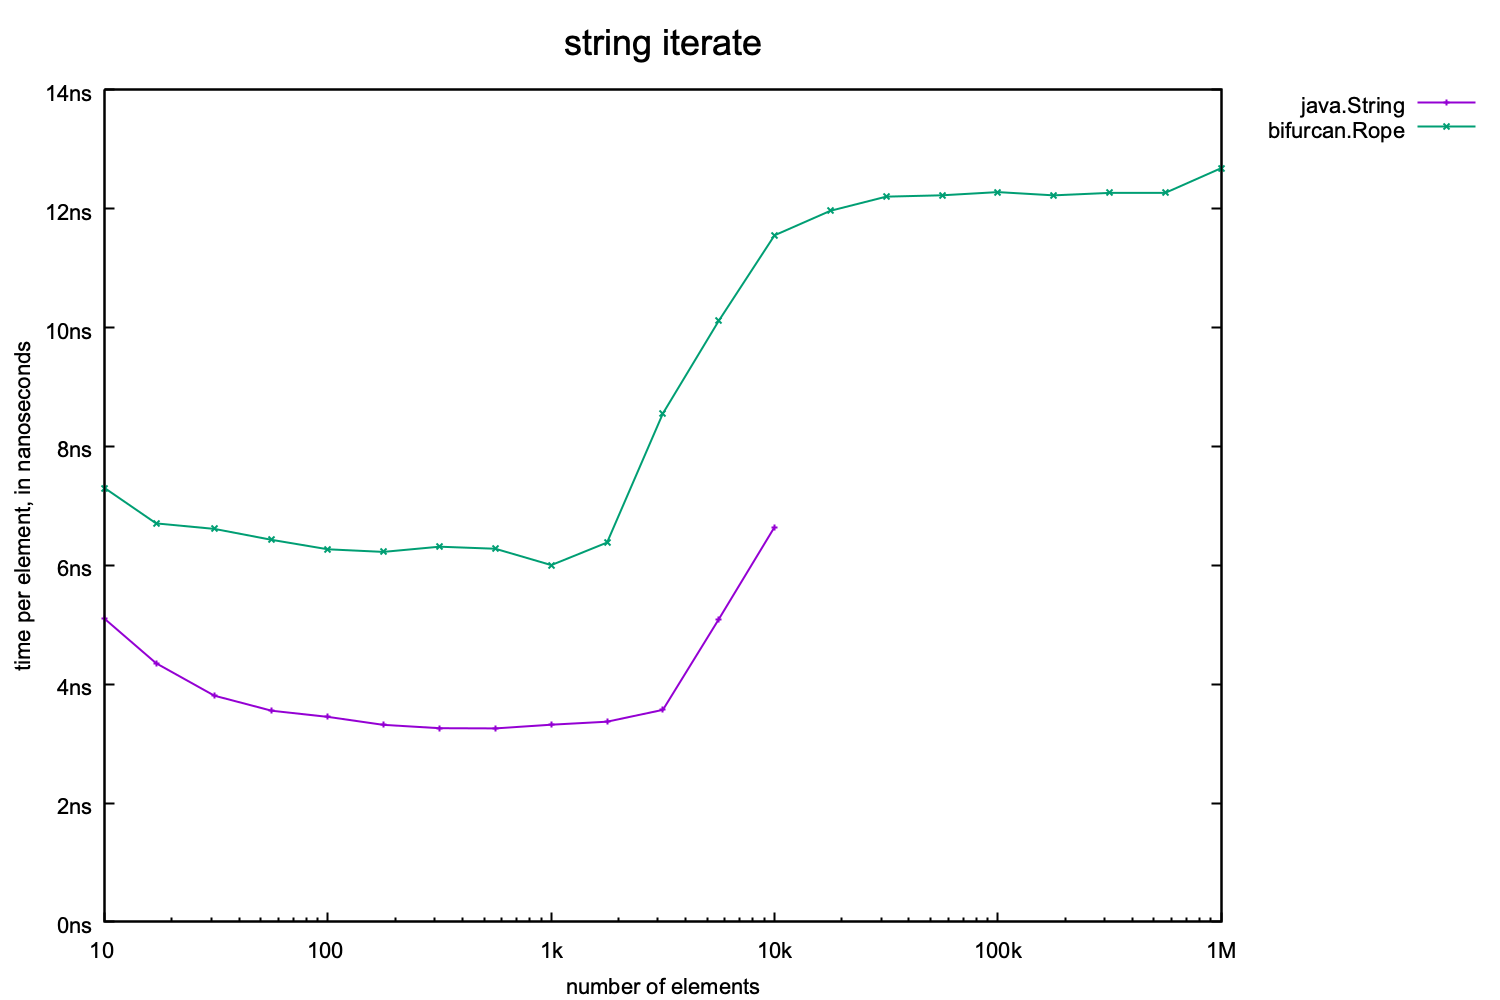 string iterate
14ns
12ns
10ns
8ns
6ns
4ns
2ns
0ns
time per element, in nanoseconds
10 100 1k 10k 100k 1M
number of elements
java.String
bifurcan.Rope